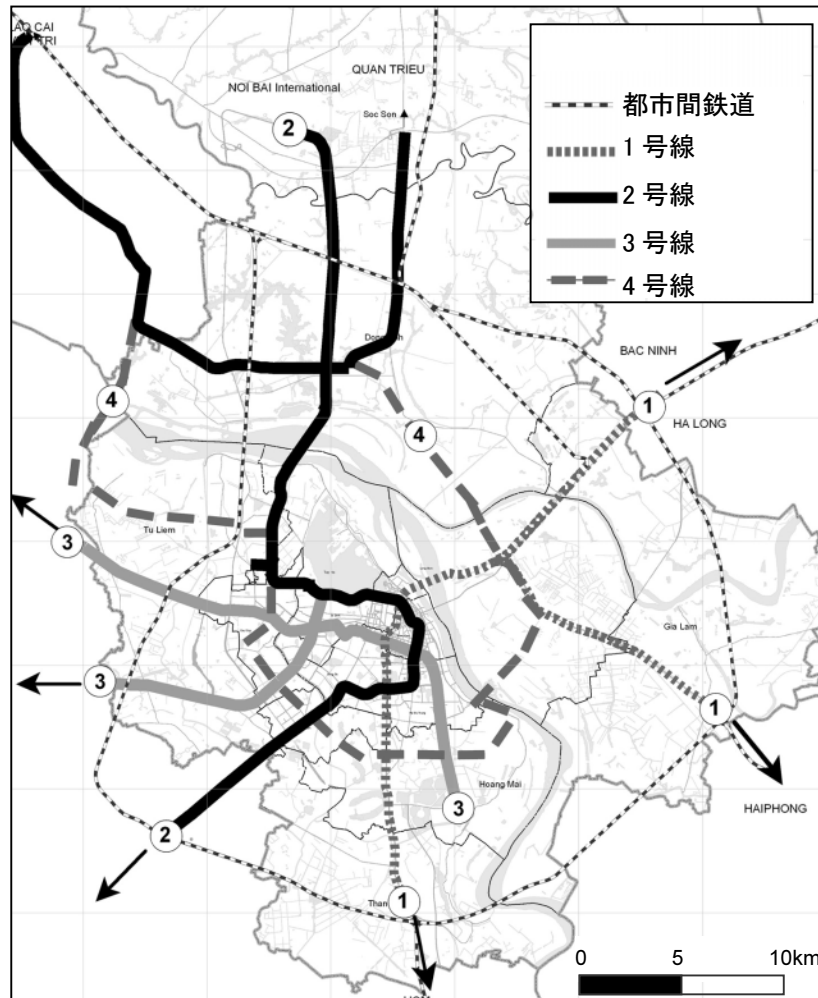 LAO CAI
QUAN TRIEU
NOI BAI International
Soc Son
2
都市間鉄道
1 号線
2 号線
3 号線
4 号線
BAC NINH
4
1
HA LONG
4
Tu Liem
3
Gia Lam
3
1
Hoang Mai
3
HAIPHONG
2
1
0 5 10km